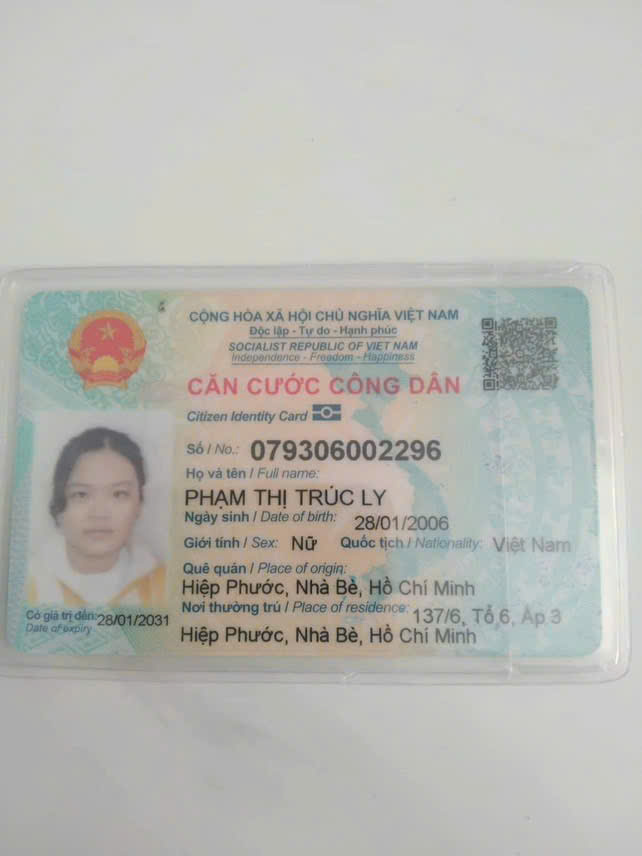 CỘNG HÒA XÃ HỘI CHỦ NGHĨA VIỆT NAM
Độc lập - Tự do - Hạnh phúc
SOCIALIST REPUBLIC OF VIET NAM
Independence - Freedom - Happiness
CĂN CƯỚC CÔNG DÂN
Citizen Identity Card
Số / No.: 079306002296
Họ và tên / Full name:
PHẠM THỊ TRÚC LY
Ngày sinh / Date of birth: 28/01/2006
Giới tính / Sex: Nữ Quốc tịch / Nationality: Việt Nam
Quê quán / Place of origin:
Hiệp Phước, Nhà Bè, Hồ Chí Minh
Nơi thường trú / Place of residence: 137/6, Tổ 6, Ấp 3
Hiệp Phước, Nhà Bè, Hồ Chí Minh
Có giá trị đến: 28/01/2031
Date of expiry